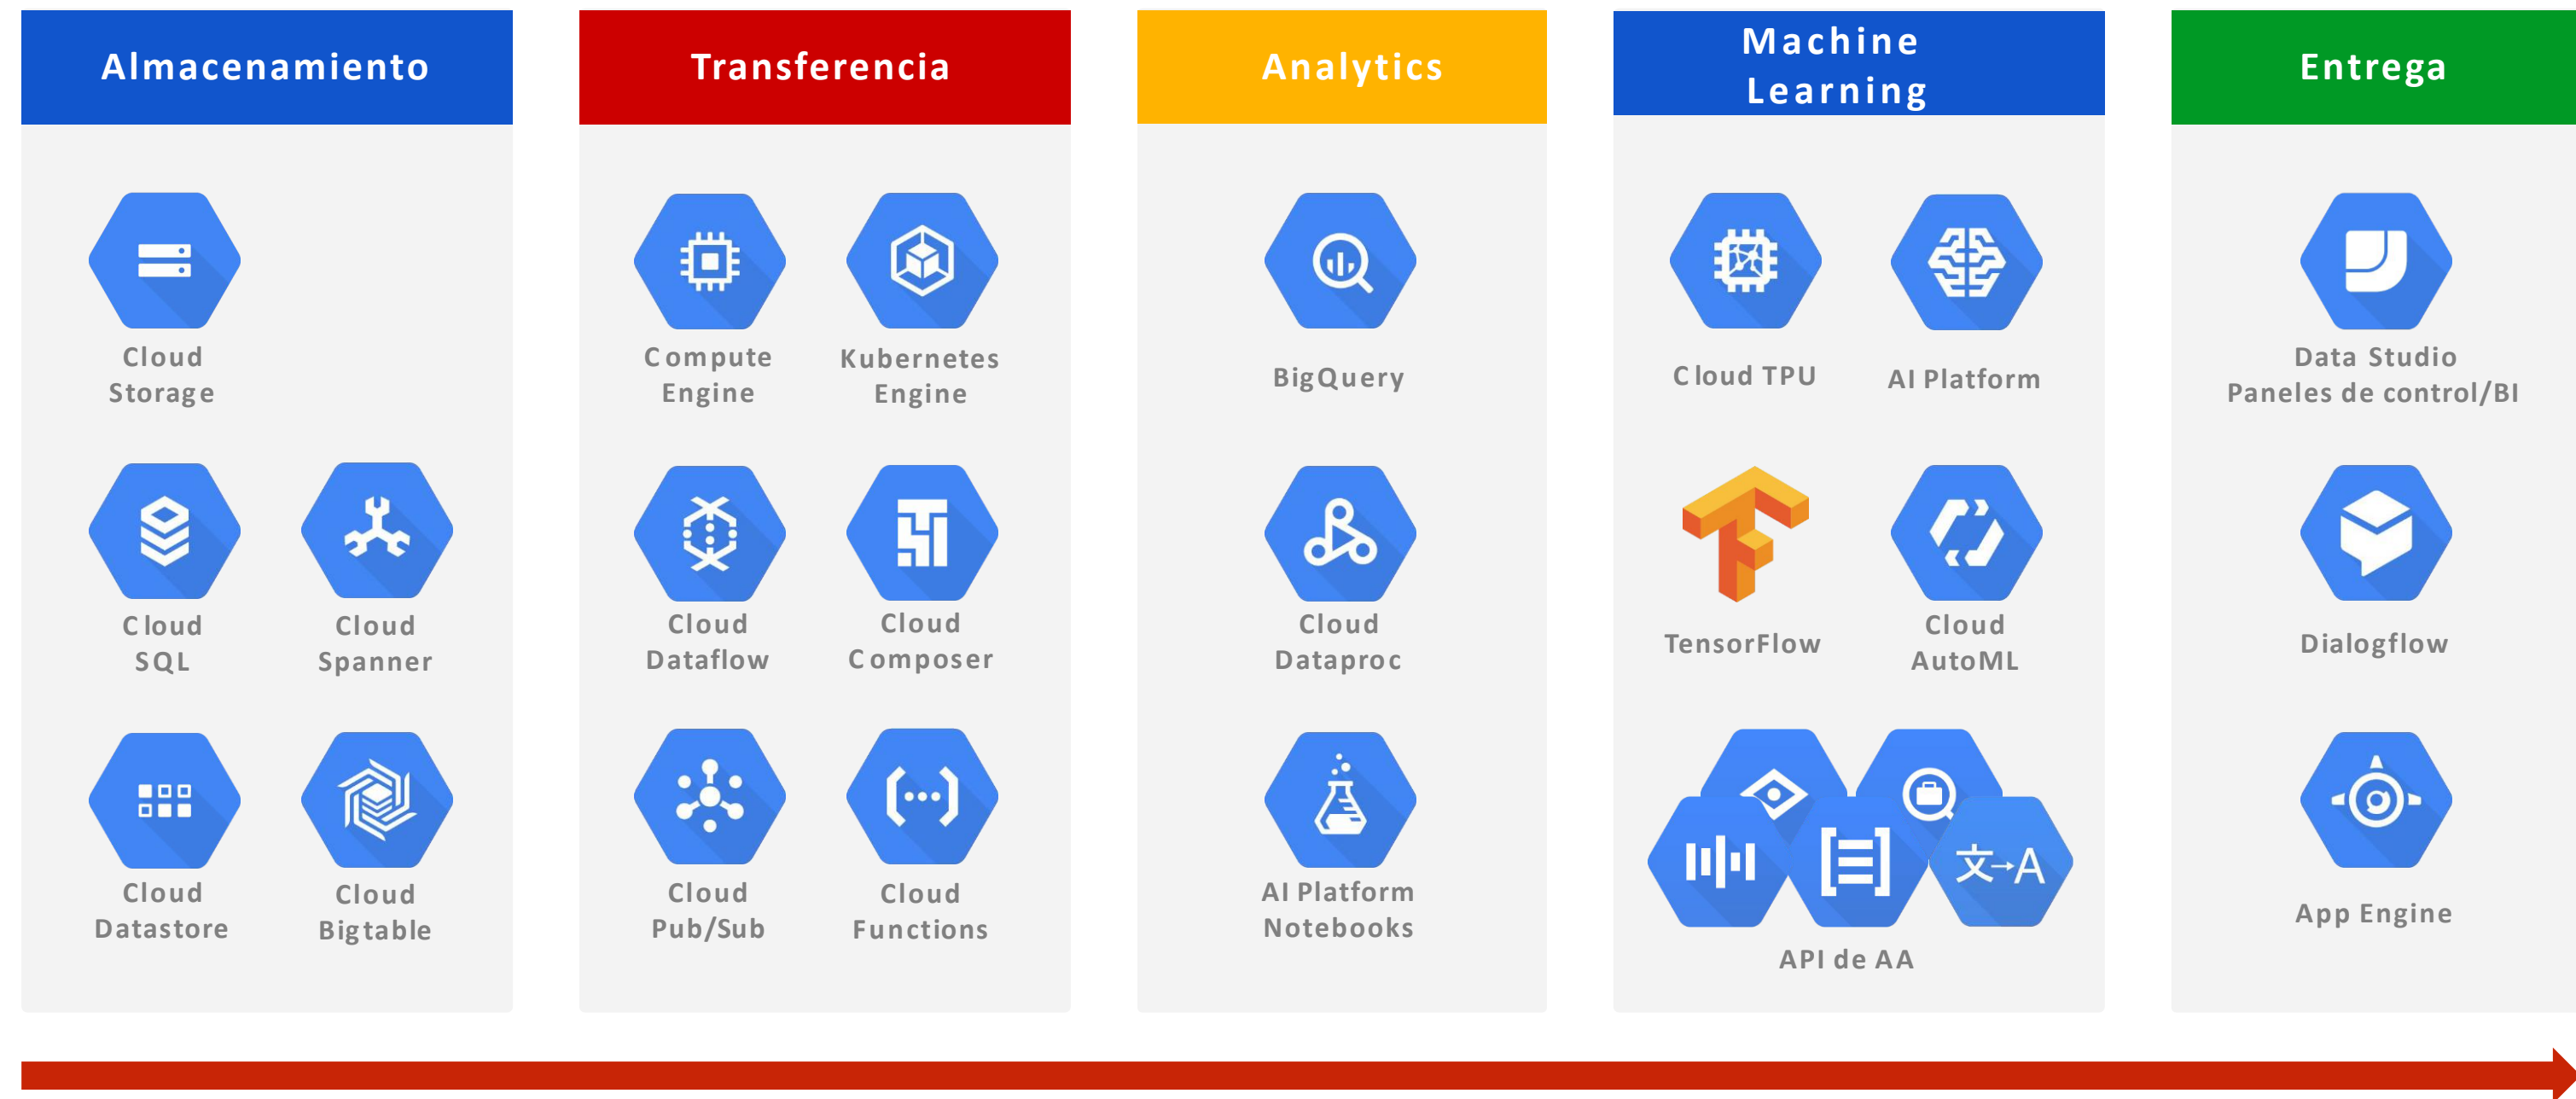 Almacenamiento
Cloud
Storage
Cloud
SQL
Cloud
Spanner
Cloud
Datastore
Cloud
Bigtable
Transferencia
Compute
Engine
Kubernetes
Engine
Cloud
Dataflow
Cloud
Composer
Cloud
Pub/Sub
Cloud
Functions
Analytics
BigQuery
Cloud
Dataproc
AI Platform
Notebooks
Machine
Learning
Cloud TPU
AI Platform
TensorFlow
Cloud
AutoML
文→A
API de AA
Entrega
Data Studio
Paneles de control/BI
Dialogflow
App Engine